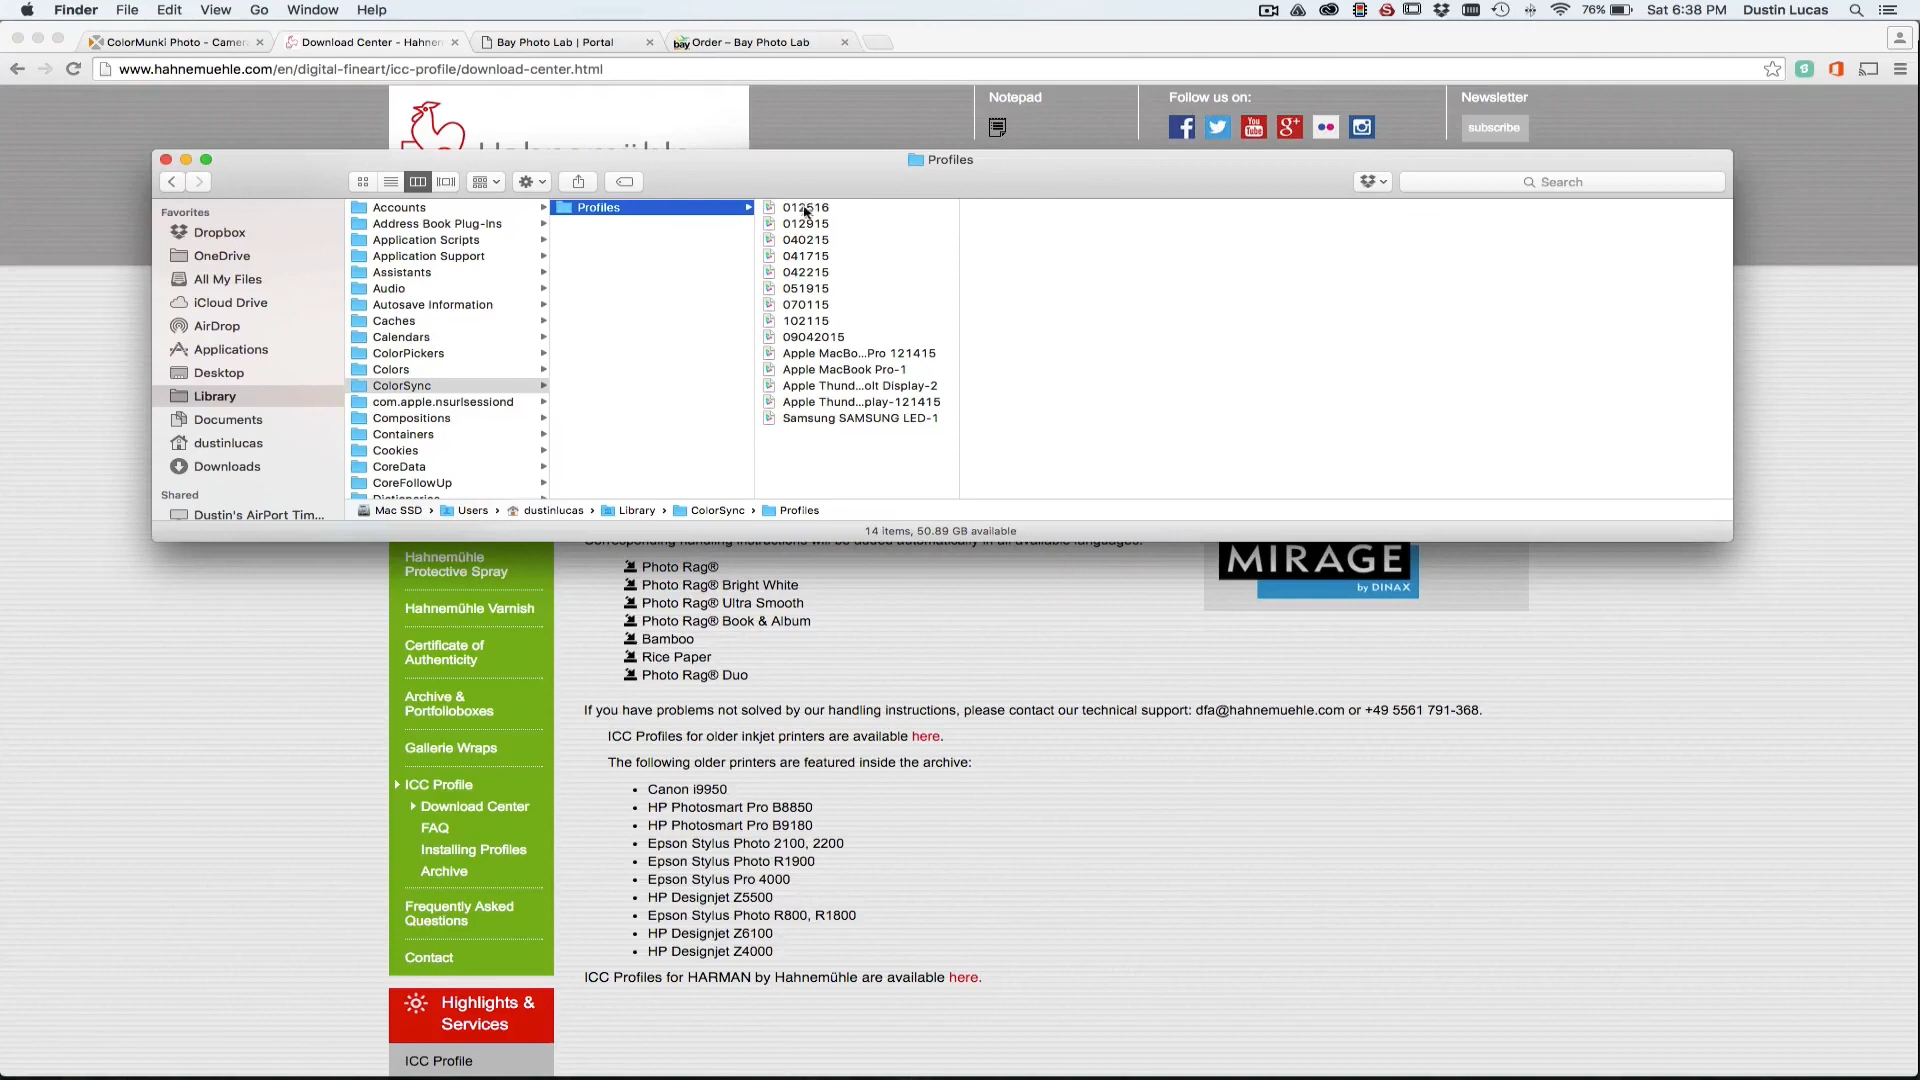 Finder File Edit View Go Window Help
76% Sat 6:38 PM Dustin Lucas
ColorMunki Photo - Camer
Download Center - Hahnem
Bay Photo Lab | Portal
bay Order – Bay Photo Lab
www.hahnemuehle.com/en/digital-fineart/icc-profile/download-center.html
Notepad
Follow us on:
Newsletter
subscribe
Profiles
Search
Favorites
Dropbox
OneDrive
All My Files
iCloud Drive
AirDrop
Applications
Desktop
Library
Documents
dustinlucas
Downloads
Shared
Dustin's AirPort Tim...
Accounts
Address Book Plug-Ins
Application Scripts
Application Support
Assistants
Audio
Autosave Information
Caches
Calendars
ColorPickers
Colors
ColorSync
com.apple.nsurlsessiond
Compositions
Containers
Cookies
CoreData
CoreFollowUp
Dictionaries
Profiles
012516
012915
040215
041715
042215
051915
070115
102115
09042015
Apple MacBo...Pro 121415
Apple MacBook Pro-1
Apple Thund...olt Display-2
Apple Thund...play-121415
Samsung SAMSUNG LED-1
Mac SSD › Users › dustinlucas › Library › ColorSync › Profiles
14 items, 50.89 GB available
Corresponding handling instructions will be added automatically in all available languages.
MIRAGE
by DINAX
Hahnemühle
Protective Spray
Hahnemühle Varnish
Certificate of
Authenticity
Archive &
Portfolioboxes
Gallerie Wraps
ICC Profile
Download Center
FAQ
Installing Profiles
Archive
Frequently Asked
Questions
Contact
Highlights &
Services
ICC Profile
Photo Rag®
Photo Rag® Bright White
Photo Rag® Ultra Smooth
Photo Rag® Book & Album
Bamboo
Rice Paper
Photo Rag® Duo
If you have problems not solved by our handling instructions, please contact our technical support: dfa@hahnemuehle.com or +49 5561 791-368.
ICC Profiles for older inkjet printers are available here.
The following older printers are featured inside the archive:
• Canon i9950
• HP Photosmart Pro B8850
• HP Photosmart Pro B9180
• Epson Stylus Photo 2100, 2200
• Epson Stylus Photo R1900
• Epson Stylus Pro 4000
• HP Designjet Z5500
• Epson Stylus Photo R800, R1800
• HP Designjet Z6100
• HP Designjet Z4000
ICC Profiles for HARMAN by Hahnemühle are available here.